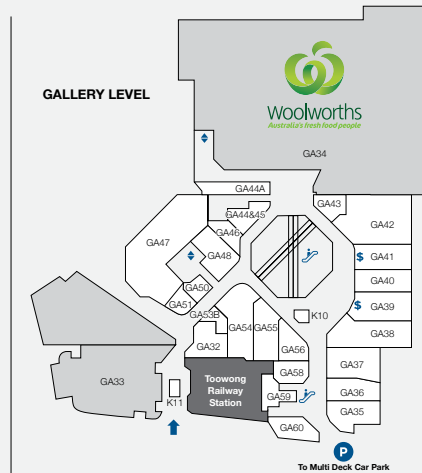 GALLERY LEVEL
Woolworths
Australia's fresh food people
GA34
GA44A
GA43
GA44&45
GA42
GA46
GA47
GA48
GA41
$
GA50
GA40
GA51
GA39
$
GA53B
K10
GA54
GA55
GA38
GA32
GA56
GA37
GA58
Toowong
Railway
Station
GA33
K11
GA59
GA36
GA35
GA60
P
To Multi Deck Car Park